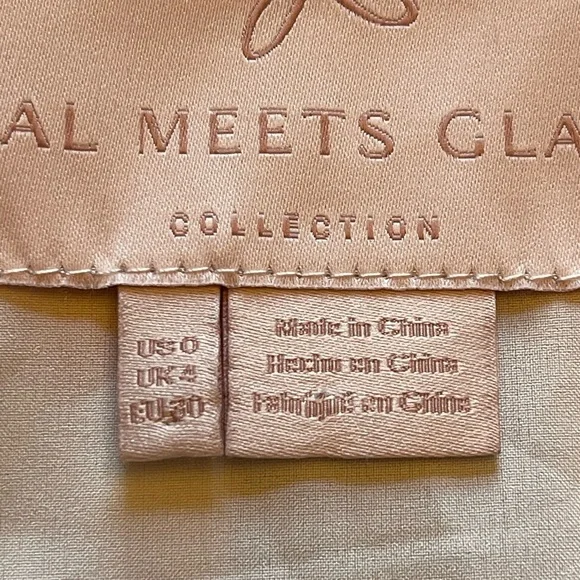 AL MEETS GLA
COLLECTION
US 0
UK 4
EU 30
Made in China
Hecho en China
Fabriqué en Chine